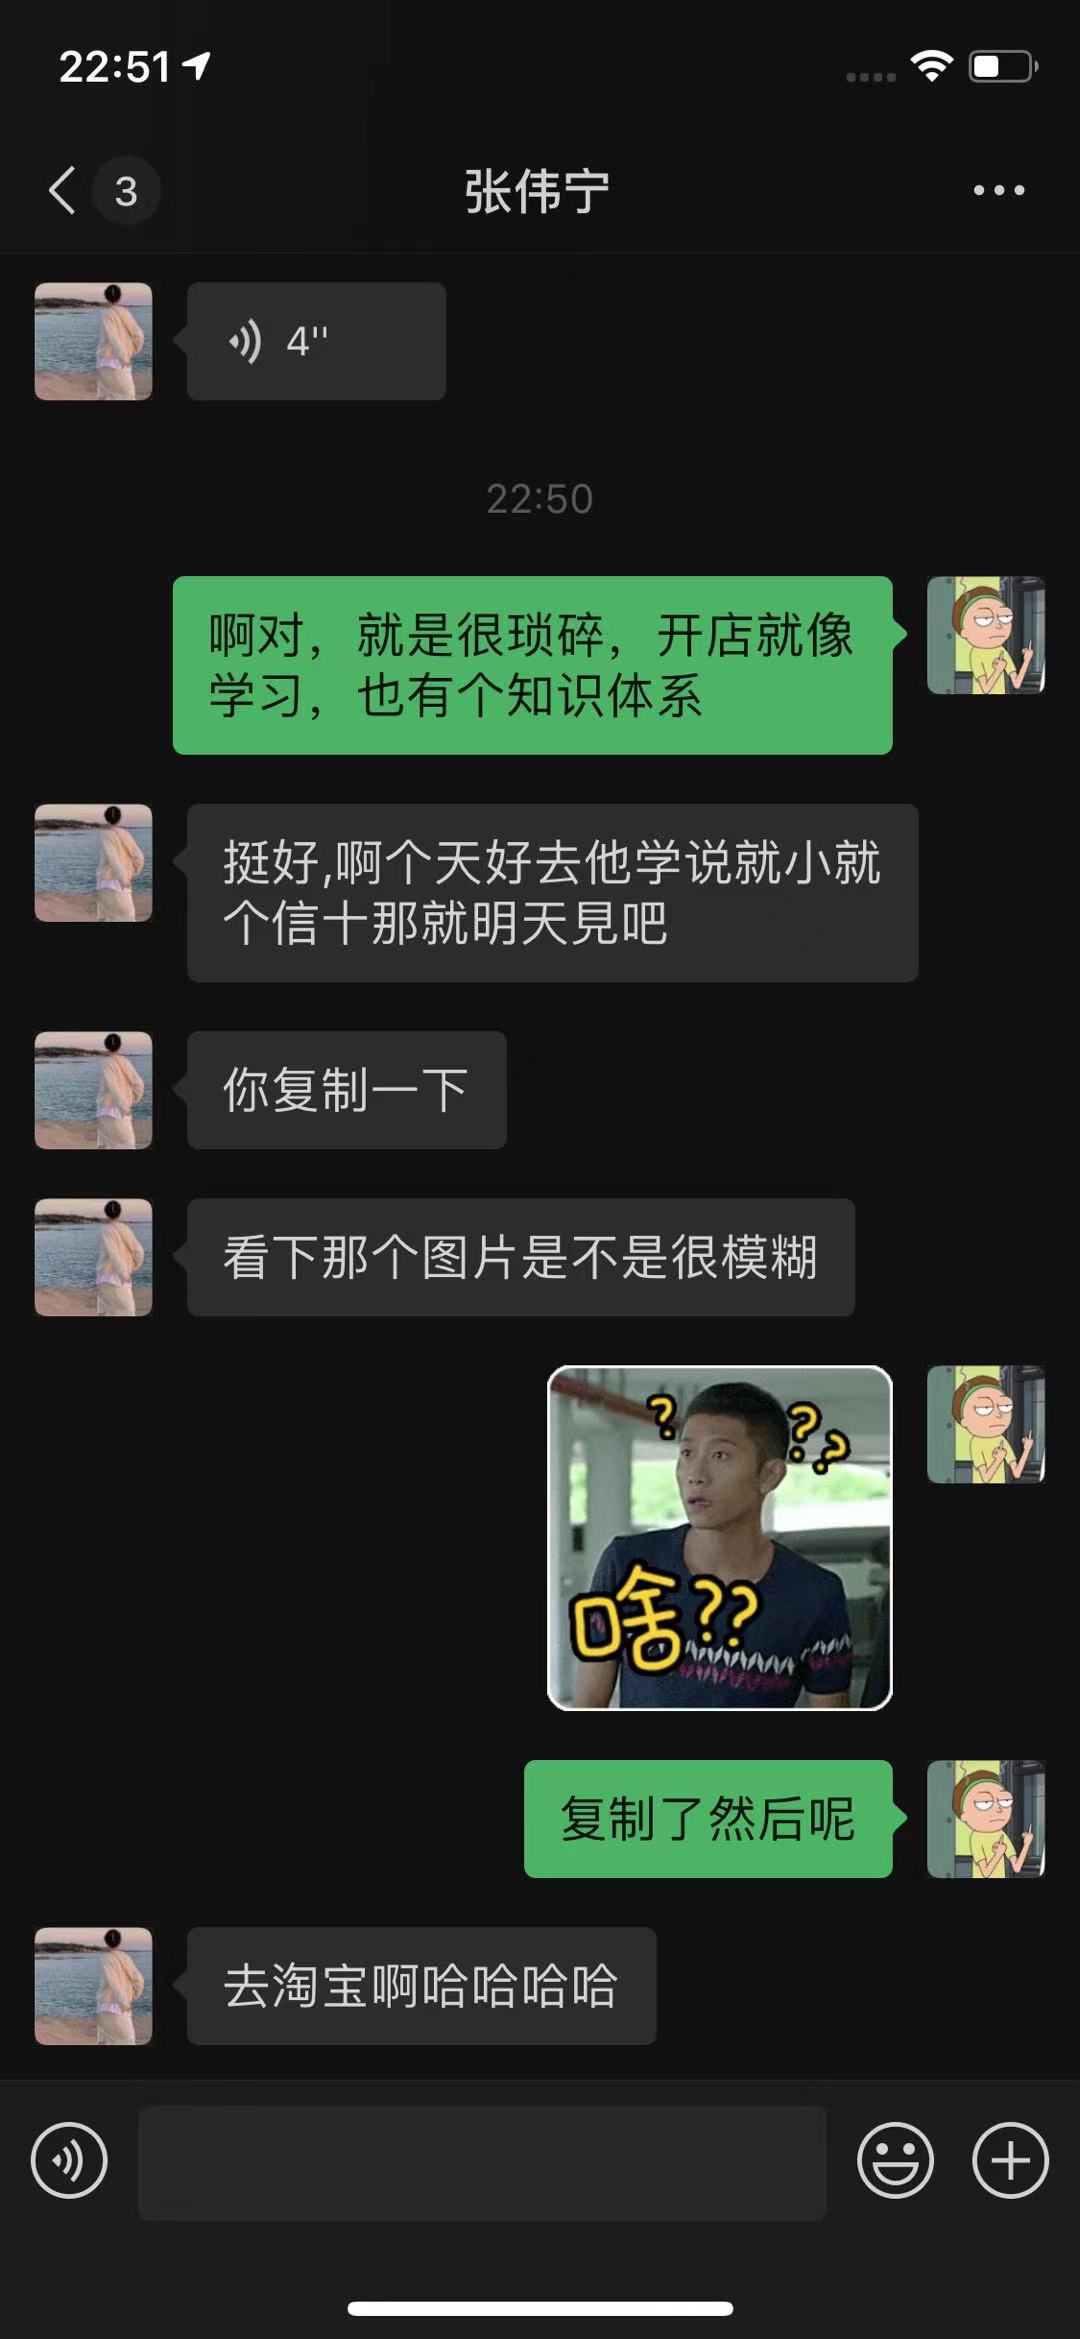 22:51
3
张伟宁
4''
22:50
啊对，就是很琐碎，开店就像
学习，也有个知识体系
挺好,啊个天好去他学说就小就
个信十那就明天見吧
你复制一下
看下那个图片是不是很模糊
? ??
啥??
复制了然后呢
去淘宝啊哈哈哈哈